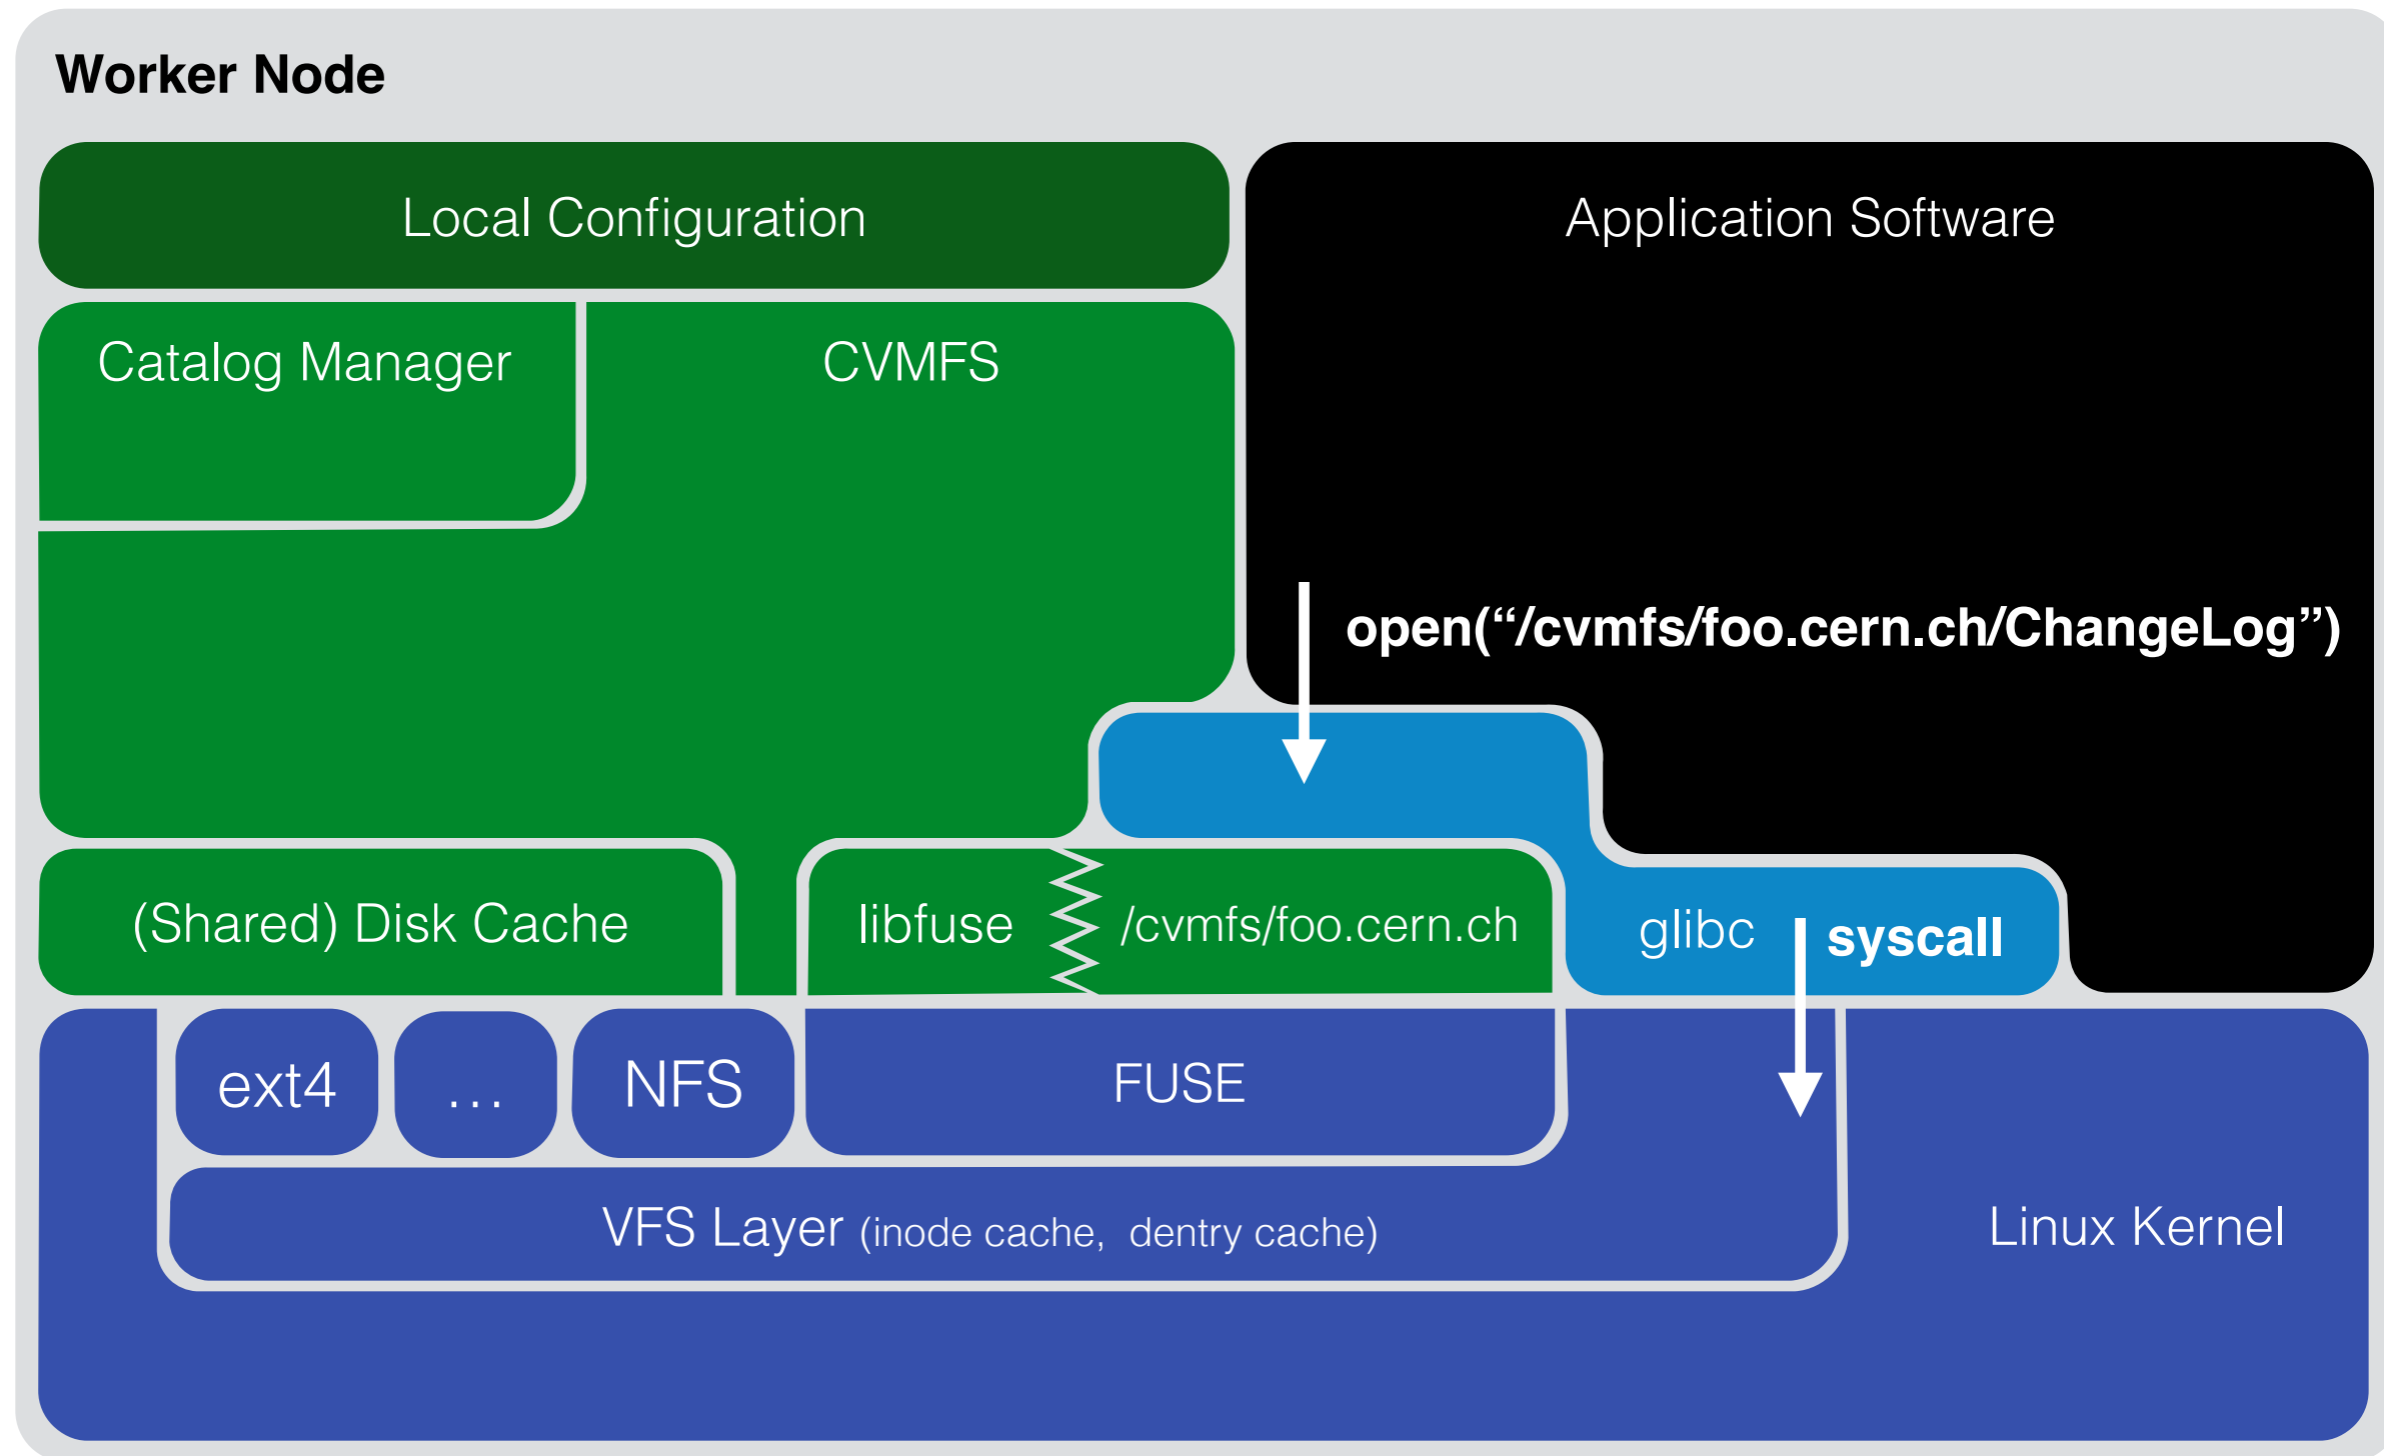 Worker Node
Local Configuration
Application Software
Catalog Manager
CVMFS
open(“/cvmfs/foo.cern.ch/ChangeLog”)
(Shared) Disk Cache
libfuse
/cvmfs/foo.cern.ch
glibc
syscall
ext4
...
NFS
FUSE
VFS Layer (inode cache, dentry cache)
Linux Kernel